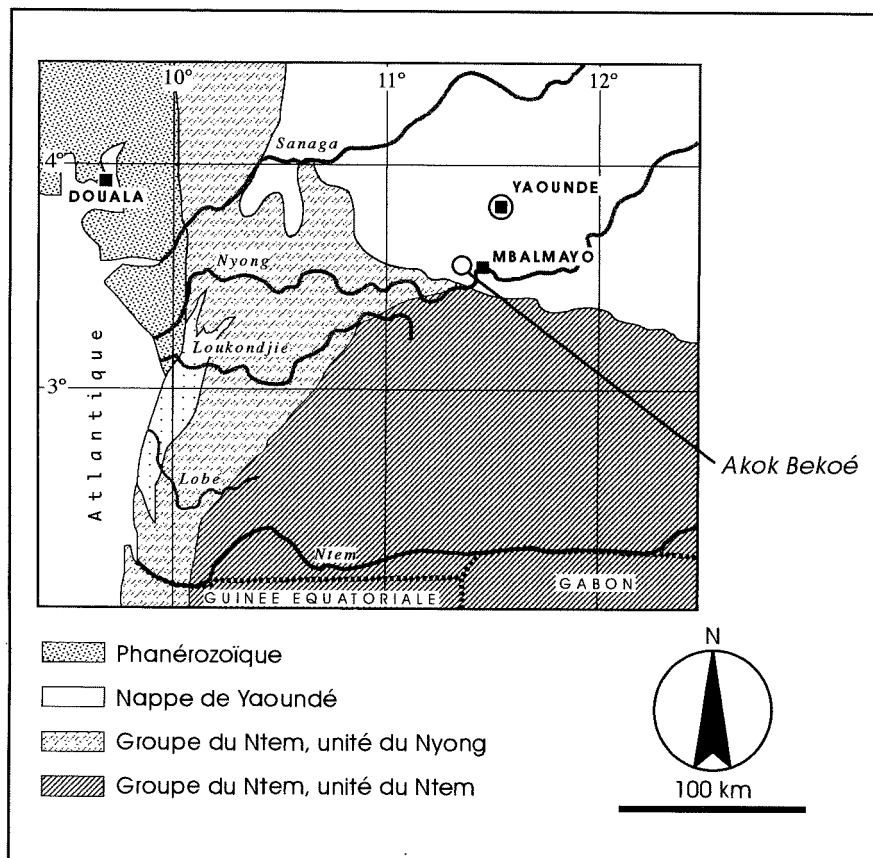 10°
11°
12°
Sanaga
4°
DOUALA
YAOUNDE
MBALMAYO
Nyong
Loukondjie
Atlantique
3°
Akok Bekoé
Lobe
Ntem
GUINEE EQUATORIALE
GABON
Phanérozoïque
Nappe de Yaoundé
Groupe du Ntem, unité du Nyong
Groupe du Ntem, unité du Ntem
N
100 km